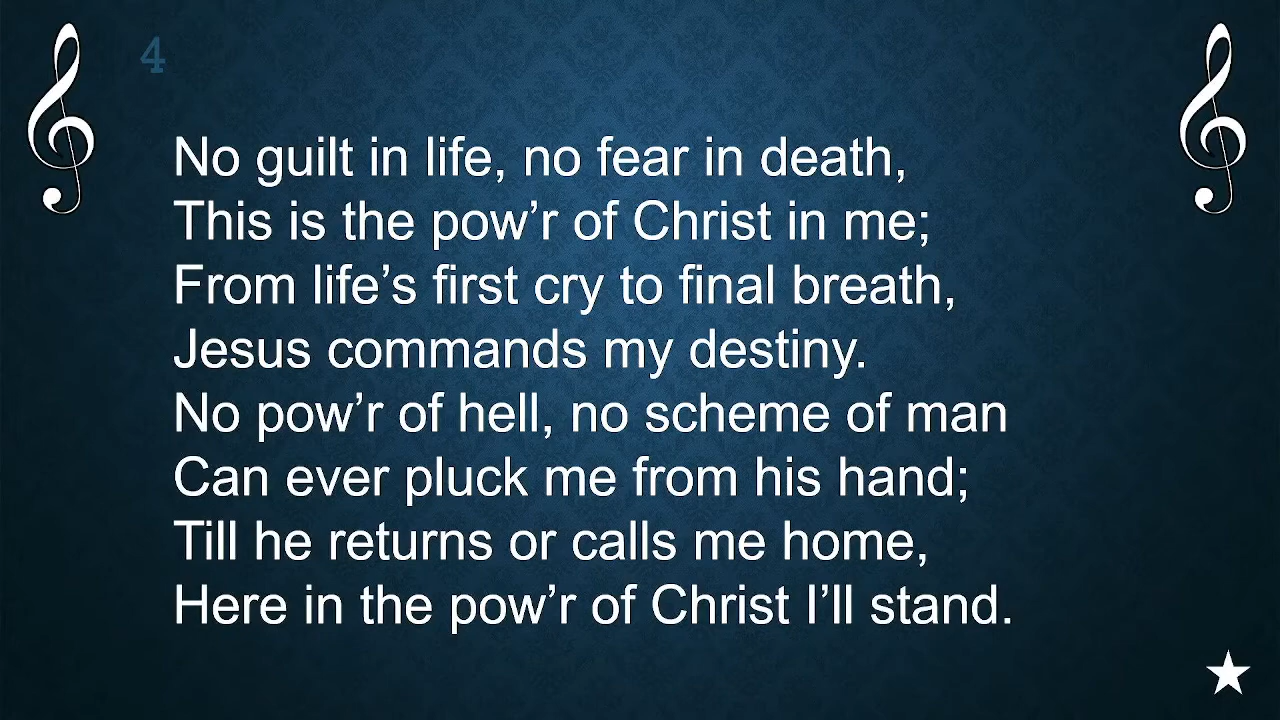 4
No guilt in life, no fear in death,
This is the pow’r of Christ in me;
From life’s first cry to final breath,
Jesus commands my destiny.
No pow’r of hell, no scheme of man
Can ever pluck me from his hand;
Till he returns or calls me home,
Here in the pow’r of Christ I’ll stand.